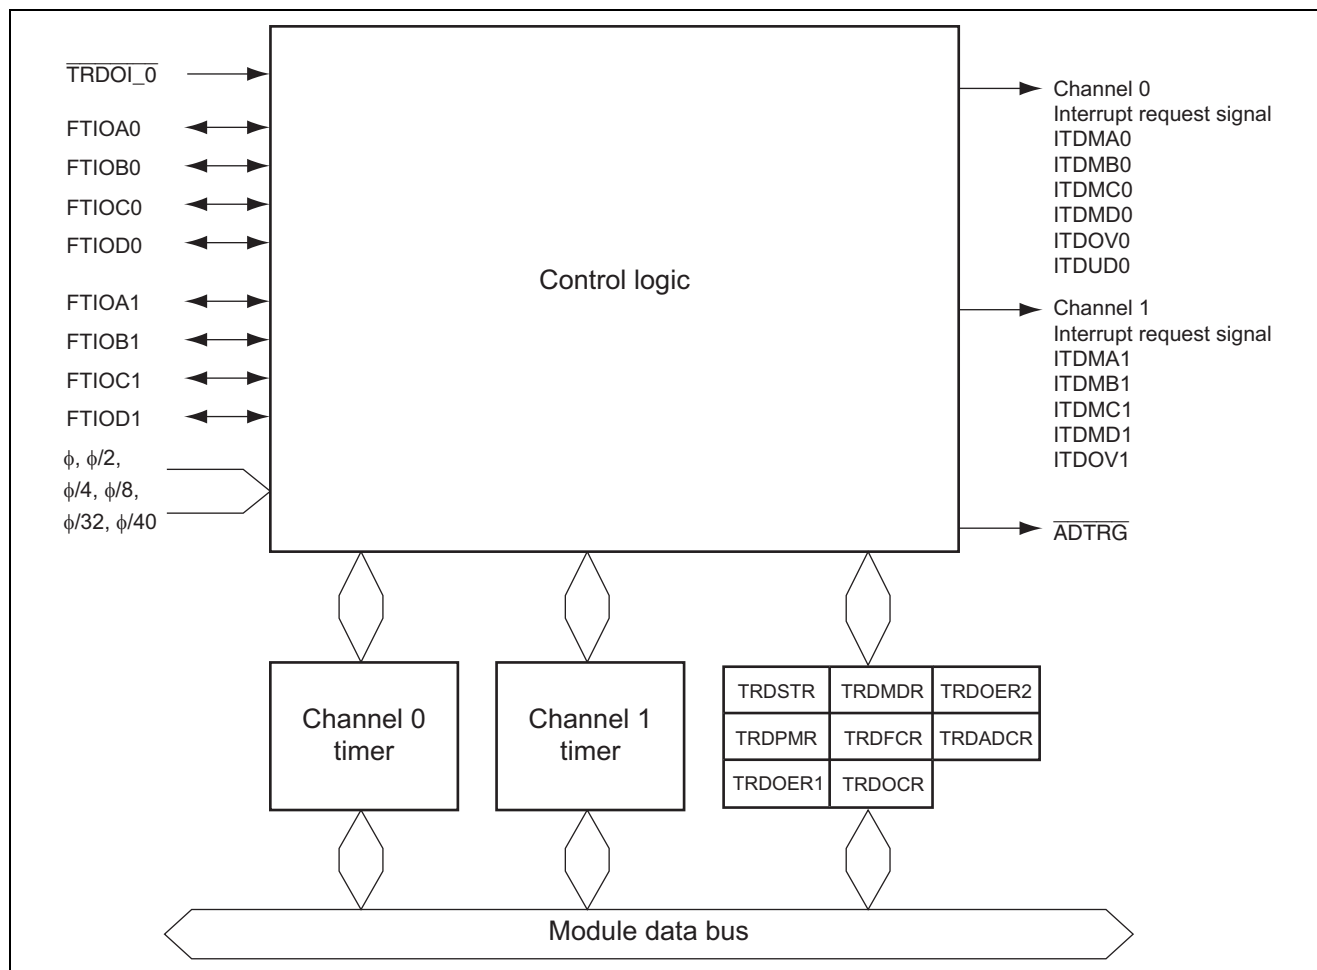 TRDOI_0
FTIOA0
FTIOB0
FTIOC0
FTIOD0
FTIOA1
FTIOB1
FTIOC1
FTIOD1
ϕ, ϕ/2,
ϕ/4, ϕ/8,
ϕ/32, ϕ/40
Control logic
Channel 0
Interrupt request signal
ITDMA0
ITDMB0
ITDMC0
ITDMD0
ITDOV0
ITDUD0
Channel 1
Interrupt request signal
ITDMA1
ITDMB1
ITDMC1
ITDMD1
ITDOV1
ADTRG
Channel 0
timer
Channel 1
timer
TRDSTR TRDMDR TRDOER2
TRDPMR TRDFCR TRDADCR
TRDOER1 TRDOCR
Module data bus